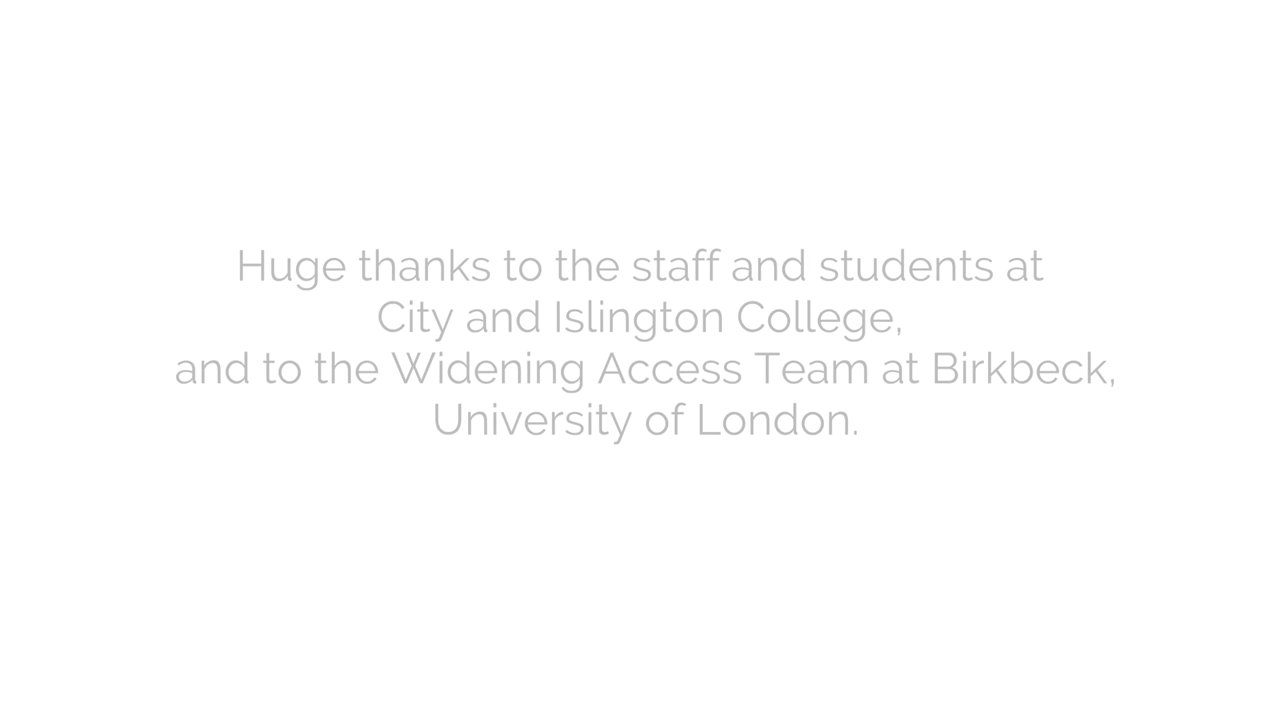 Huge thanks to the staff and students at
City and Islington College,
and to the Widening Access Team at Birkbeck,
University of London.